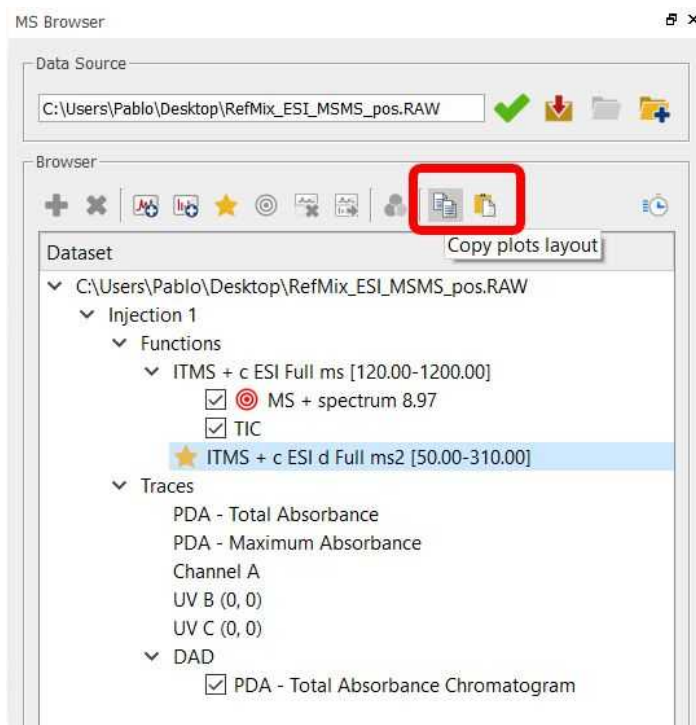 MS Browser
Data Source
C:\Users\Pablo\Desktop\RefMix_ESI_MSMS_pos.RAW
Browser
Copy plots layout
Dataset
C:\Users\Pablo\Desktop\RefMix_ESI_MSMS_pos.RAW
Injection 1
Functions
ITMS + c ESI Full ms [120.00-1200.00]
MS + spectrum 8.97
TIC
ITMS + c ESI d Full ms2 [50.00-310.00]
Traces
PDA - Total Absorbance
PDA - Maximum Absorbance
Channel A
UV B (0, 0)
UV C (0, 0)
DAD
PDA - Total Absorbance Chromatogram